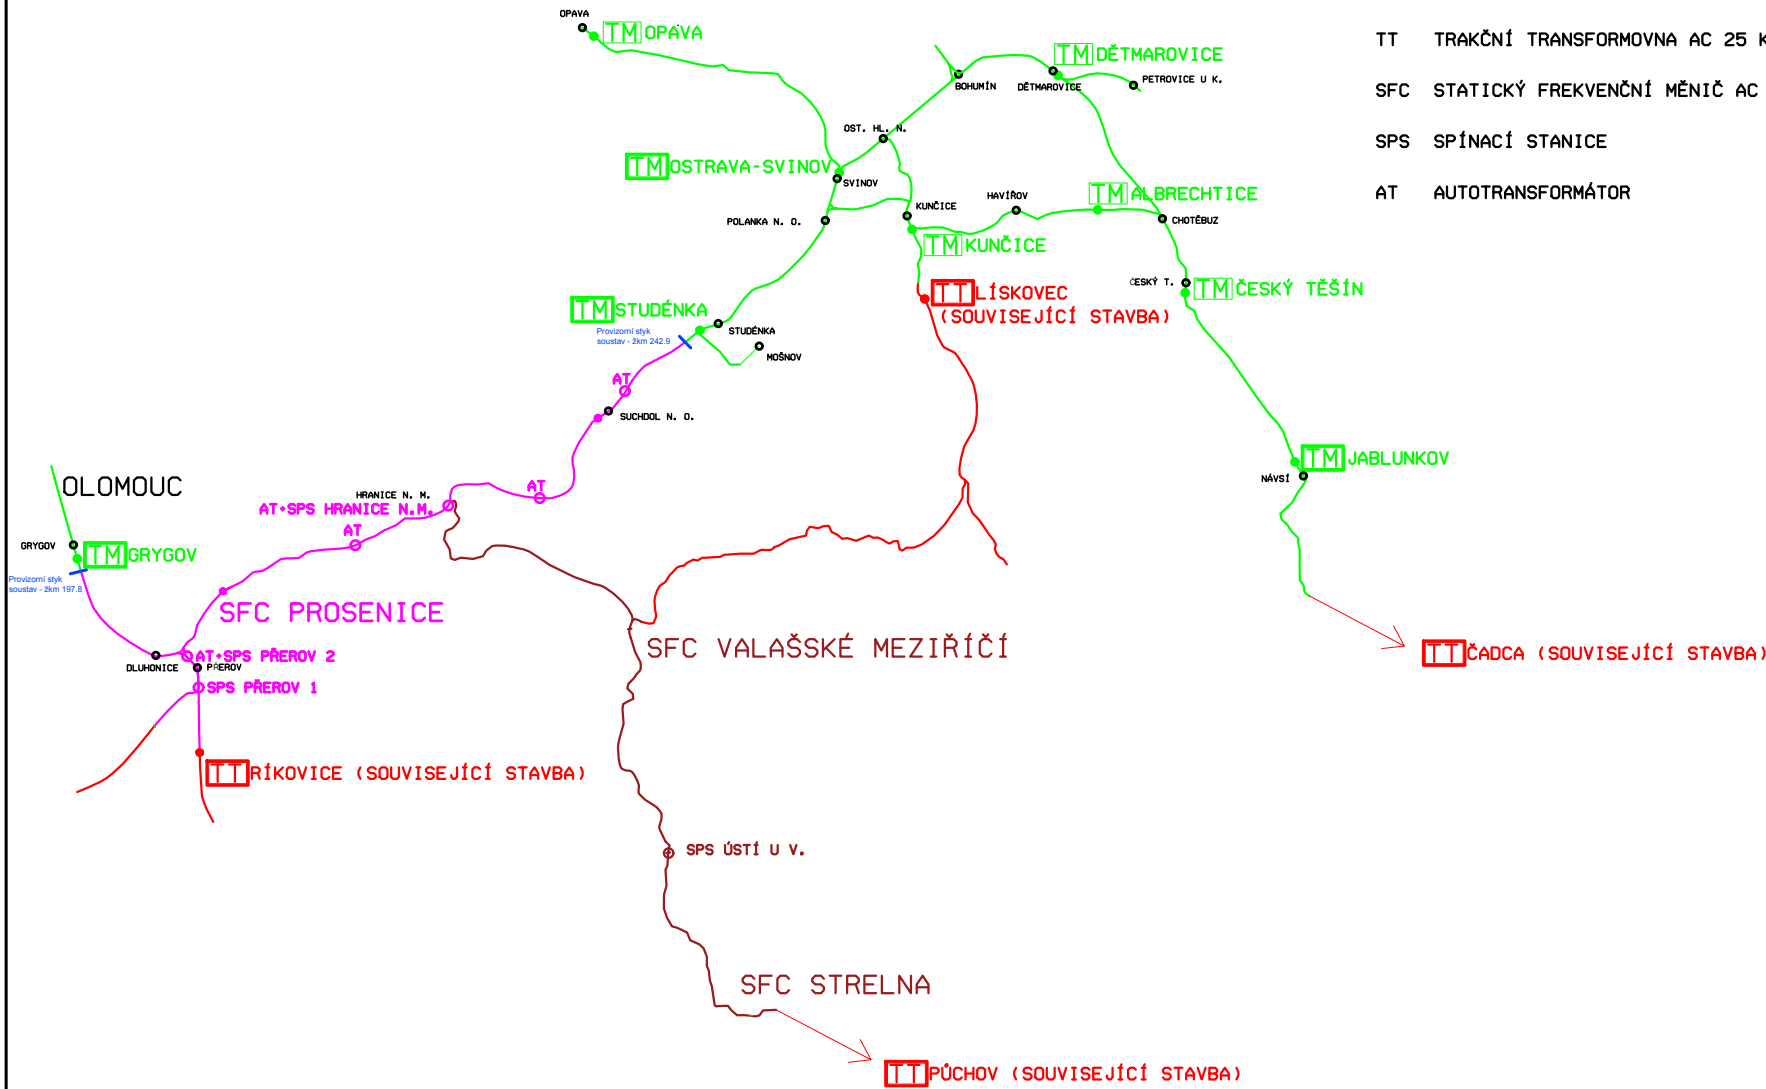 OPAVA
TM OPAVA
TM DĚTMAROVICE
BOHUMÍN
DĚTMAROVICE
PETROVICE U K.
OST. HL. N.
TM OSTRAVA-SVINOV
SVINOV
HAVÍŘOV
TM ALBRECHTICE
KUNČICE
POLANKA N. O.
CHOTĚBUZ
TM KUNČICE
ČESKÝ T.
TM ČESKÝ TĚŠÍN
TT LÍSKOVEC
(SOUVISEJÍCÍ STAVBA)
TM STUDÉNKA
Provizorní styk
soustav - žkm 242.9
STUDÉNKA
MOŠNOV
AT
SUCHDOL N. O.
TM JABLUNKOV
NÁVSÍ
OLOMOUC
HRANICE N. M.
AT+SPS HRANICE N.M.
AT
AT
GRYGOV
TM GRYGOV
Provizorní styk
soustav - žkm 197.8
SFC PROSENICE
SFC VALAŠSKÉ MEZIŘÍČÍ
TT ČADCA (SOUVISEJÍCÍ STAVBA)
AT+SPS PŘEROV 2
DLUHONICE
PŘEROV
SPS PŘEROV 1
TT RÍKOVICE (SOUVISEJÍCÍ STAVBA)
SPS ÚSTÍ U V.
SFC STRELNA
TT PÚCHOV (SOUVISEJÍCÍ STAVBA)
TT TRAKČNÍ TRANSFORMOVNA AC 25 K
SFC STATICKÝ FREKVENČNÍ MĚNIČ AC
SPS SPÍNACÍ STANICE
AT AUTOTRANSFORMÁTOR